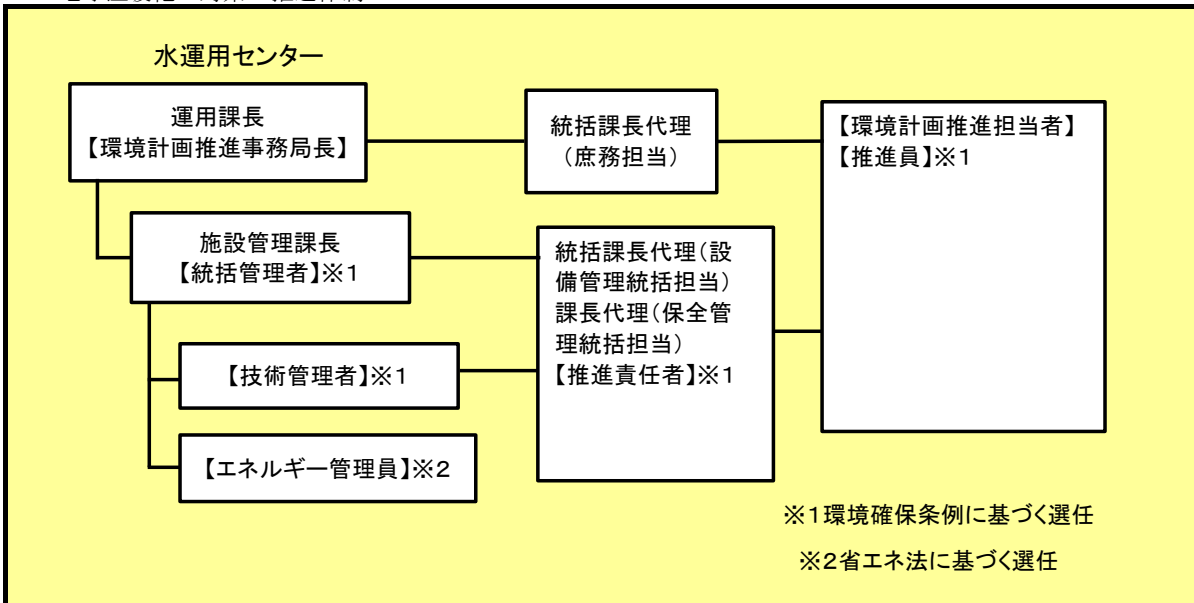 水運用センター
運用課長
【環境計画推進事務局長】
統括課長代理
(庶務担当)
【環境計画推進担当者】
【推進員】※1
施設管理課長
【統括管理者】※1
統括課長代理(設
備管理統括担当)
課長代理(保全管
理統括担当)
【推進責任者】※1
【技術管理者】※1
【エネルギー管理員】※2
※1環境確保条例に基づく選任
※2省エネ法に基づく選任